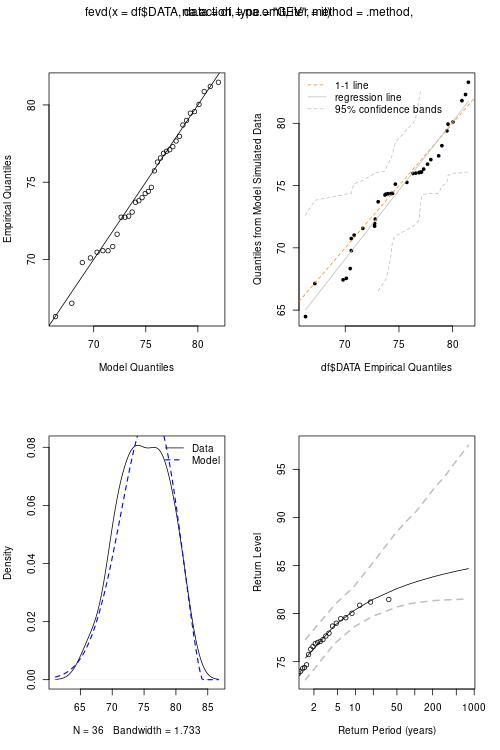 fevd(x = df$DATA, method = .method,
Empirical Quantiles
70
75
80
70
75
80
Model Quantiles
Quantiles from Model Simulated Data
65
70
75
80
1-1 line
regression line
95% confidence bands
70
75
80
df$DATA Empirical Quantiles
Density
0.00
0.02
0.04
0.06
0.08
Data
Model
65
70
75
80
85
N = 36 Bandwidth = 1.733
Return Level
75
80
85
90
95
2
5
10
50
200
1000
Return Period (years)